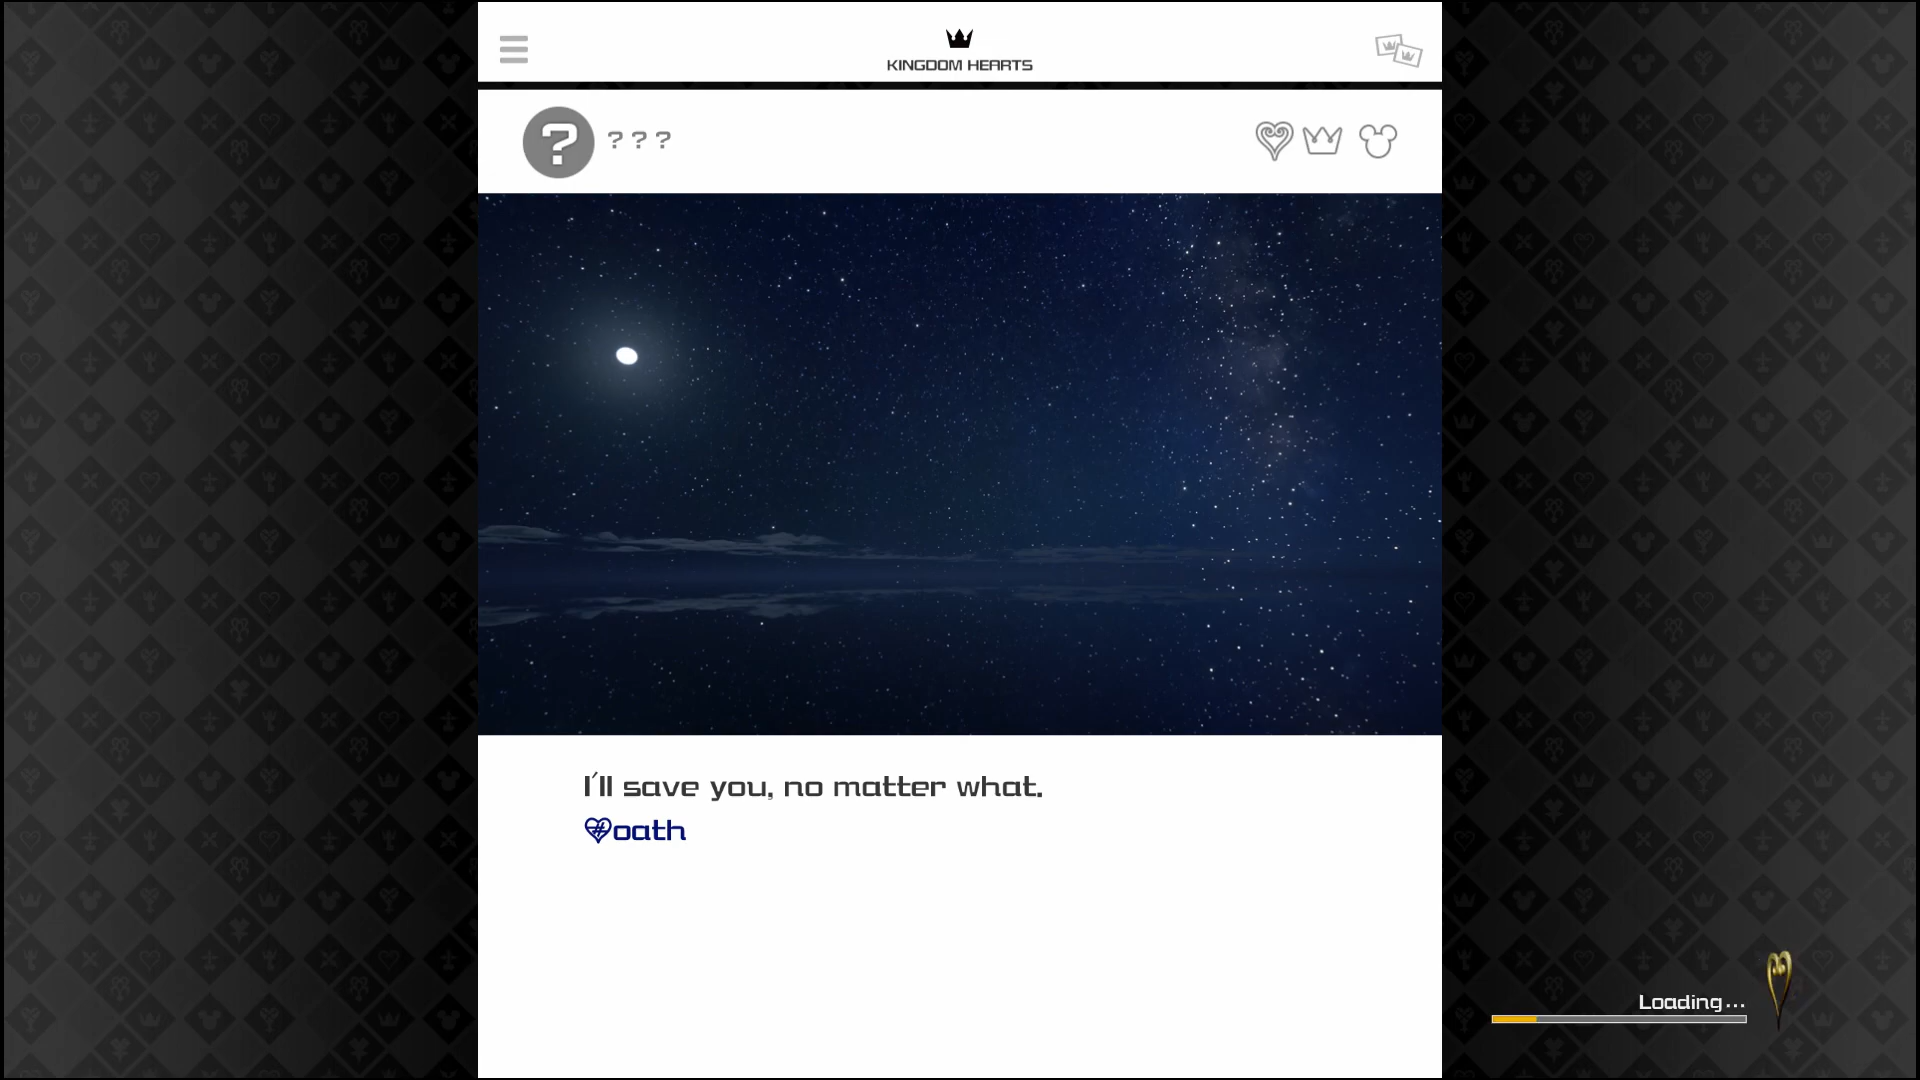 KINGDOM HEARTS
? ? ? ?
I'll save you, no matter what.
#oath
Loading...